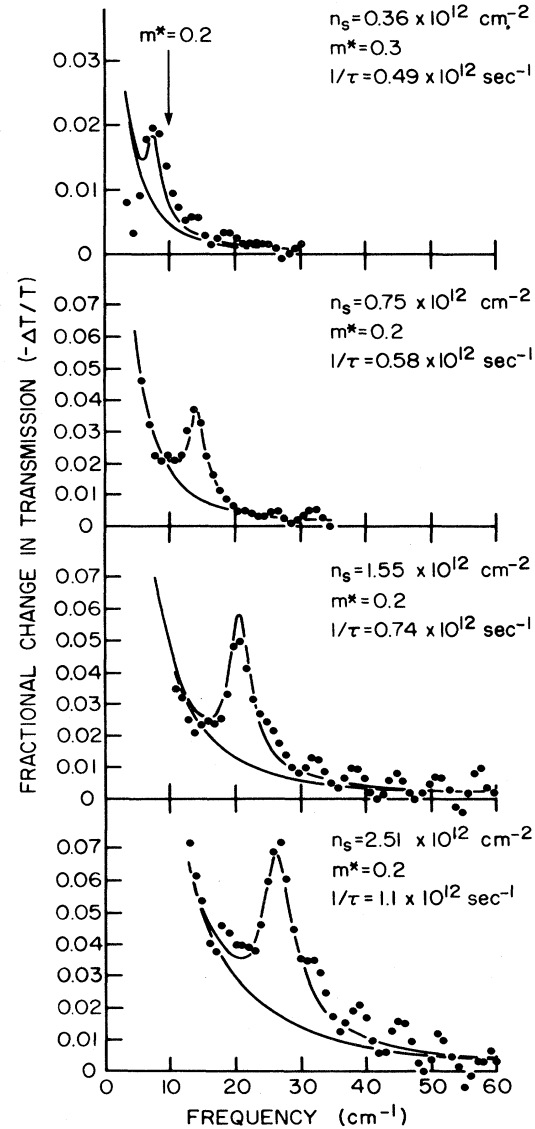 n_s=0.36 x 10^12 cm^-2
m*=0.2
m*=0.3
1/τ=0.49 x 10^12 sec^-1
0.03
0.02
0.01
0
n_s=0.75 x 10^12 cm^-2
m*=0.2
1/τ=0.58 x 10^12 sec^-1
0.07
0.06
0.05
0.04
0.03
0.02
0.01
0
n_s=1.55 x 10^12 cm^-2
m*=0.2
1/τ=0.74 x 10^12 sec^-1
0.07
0.06
0.05
0.04
0.03
0.02
0.01
0
n_s=2.51 x 10^12 cm^-2
m*=0.2
1/τ=1.1 x 10^12 sec^-1
0.07
0.06
0.05
0.04
0.03
0.02
0.01
0
0 10 20 30 40 50 60
FREQUENCY (cm^-1)
FRACTIONAL CHANGE IN TRANSMISSION (-ΔT/T)